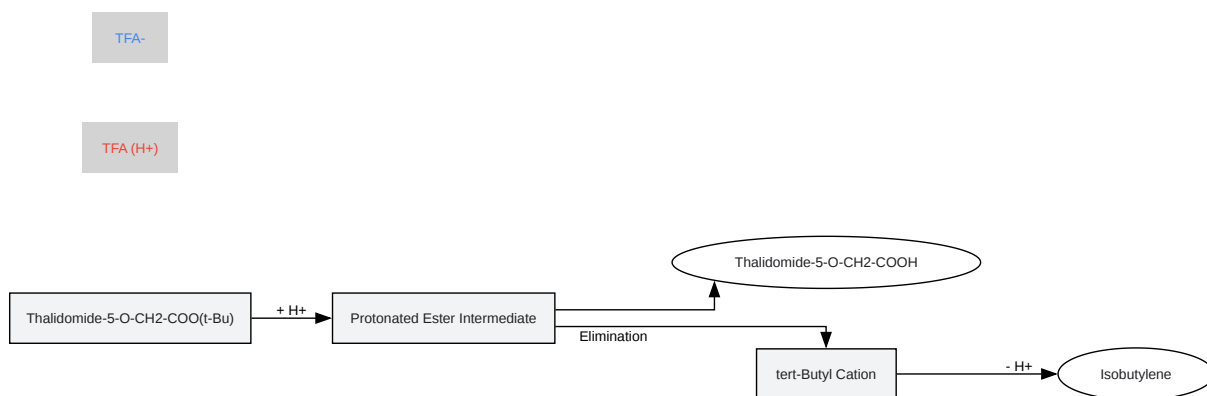 TFA-
TFA (H+)
Thalidomide-5-O-CH2-COOH
Thalidomide-5-O-CH2-COO(t-Bu)
+ H+
Protonated Ester Intermediate
Elimination
tert-Butyl Cation
- H+
Isobutylene